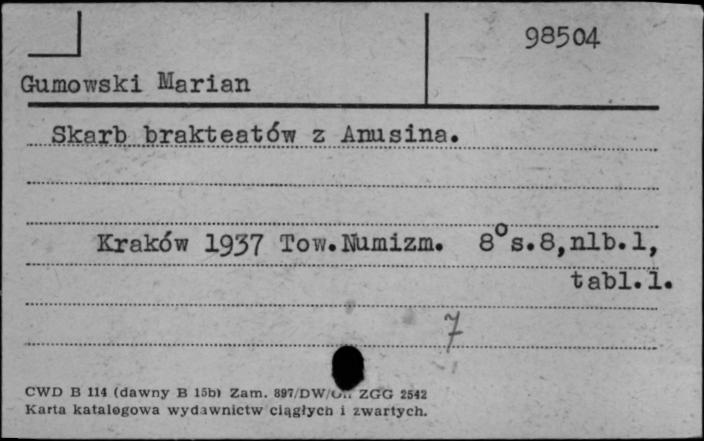 98504
Gumowski Marian
Skarb brakteatów z Anusina.
Kraków 1937 Tow.Numizm. 8° s.8,nlb.1,
tabl.1.
7
CWD B 114 (dawny B 15b) Zam. 897/DW/ ZGG 2542
Karta katalogowa wydawnictw ciągłych i zwartych.